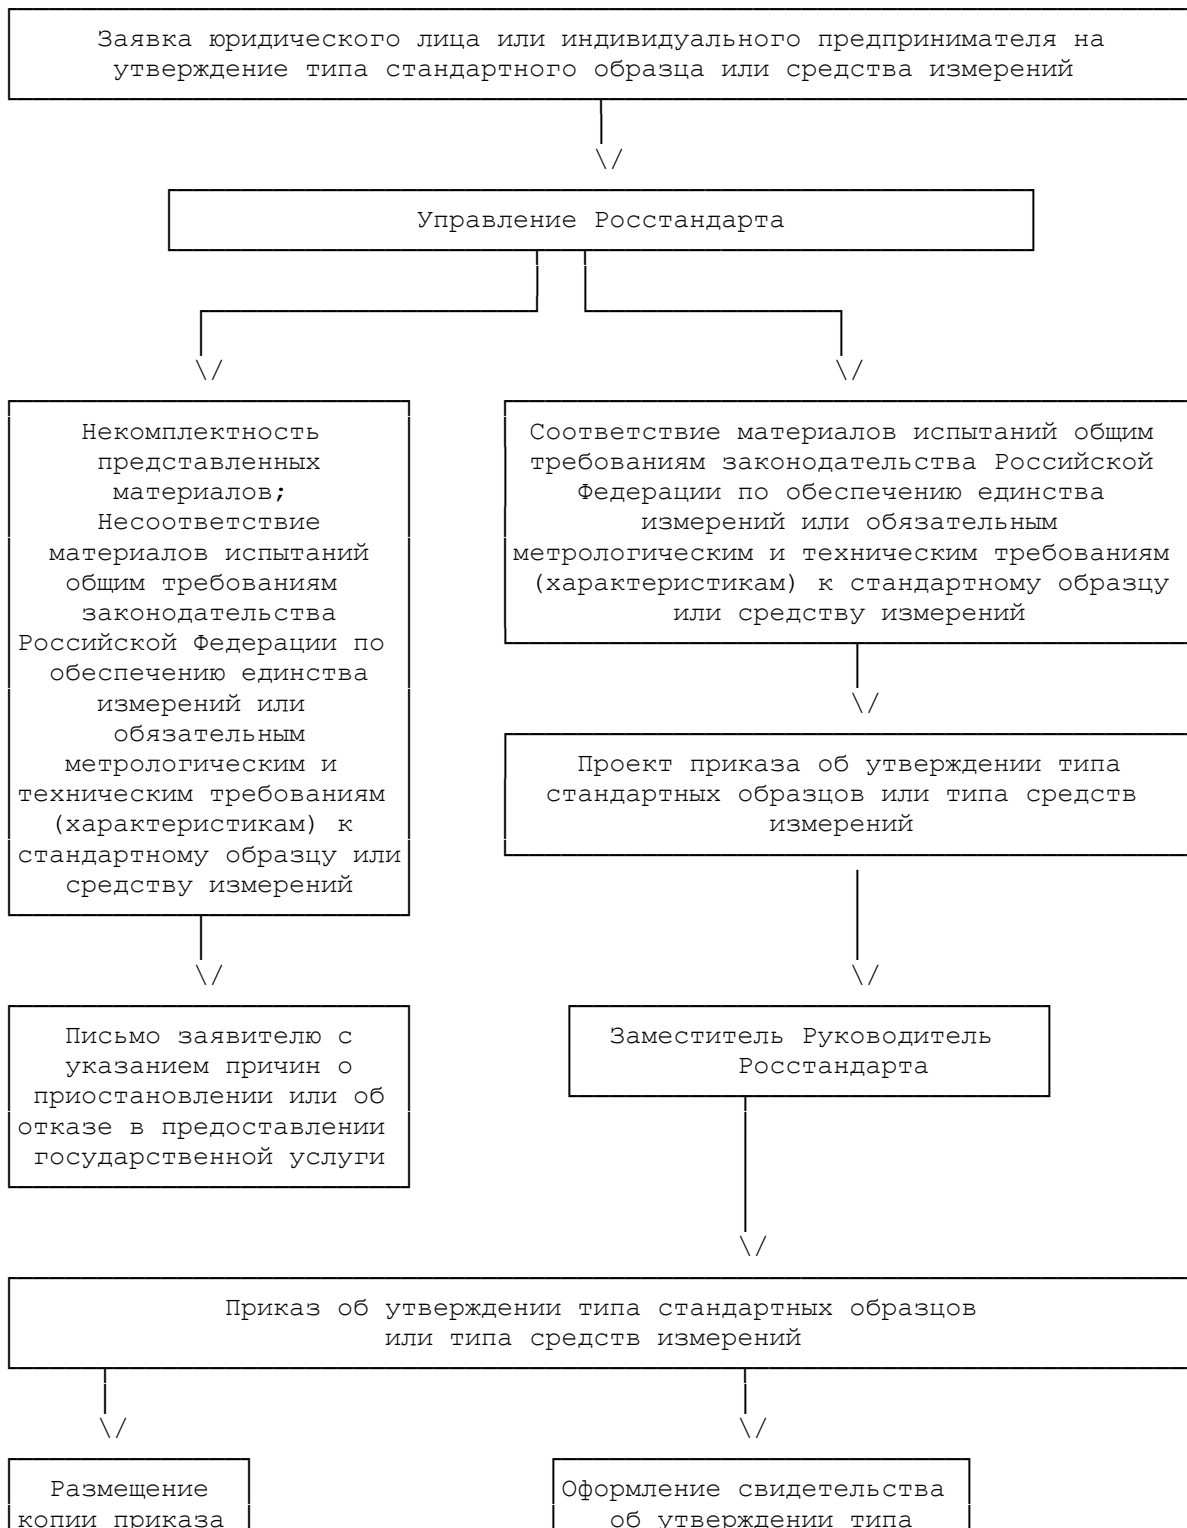 Заявка юридического лица или индивидуального предпринимателя на
утверждение типа стандартного образца или средства измерений
Управление Росстандарта
Некомплектность
представленных
материалов;
Несоответствие
материалов испытаний
общим требованиям
законодательства
Российской Федерации по
обеспечению единства
измерений или
обязательным
метрологическим и
техническим требованиям
(характеристикам) к
стандартному образцу или
средству измерений
Соответствие материалов испытаний общим
требованиям законодательства Российской
Федерации по обеспечению единства
измерений или обязательным
метрологическим и техническим требованиям
(характеристикам) к стандартному образцу
или средству измерений
Проект приказа об утверждении типа
стандартных образцов или типа средств
измерений
Письмо заявителю с
указанием причин о
приостановлении или об
отказе в предоставлении
государственной услуги
Заместитель Руководитель
Росстандарта
Приказ об утверждении типа стандартных образцов
или типа средств измерений
Размещение
копии приказа
Оформление свидетельства
об утверждении типа